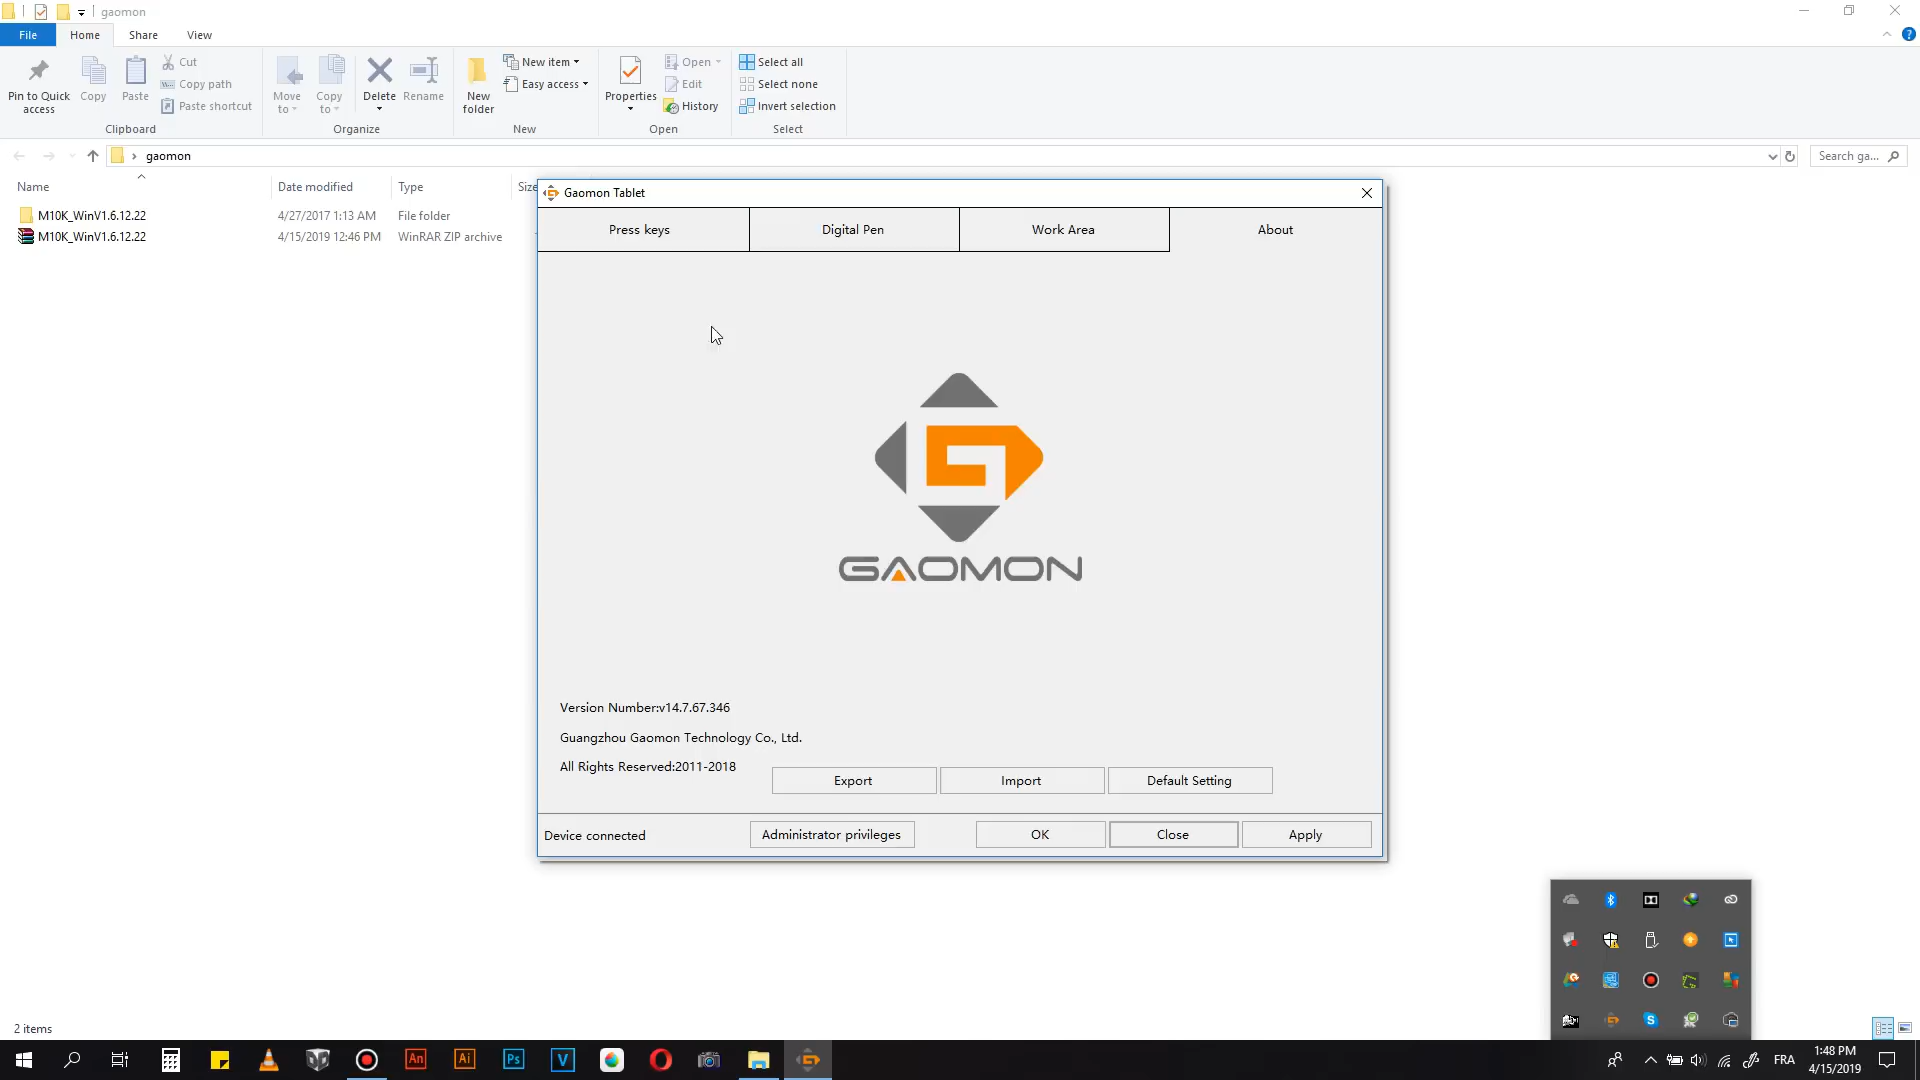 gaomon
File
Home
Share
View
Pin to Quick access
Copy
Paste
Cut
Copy path
Paste shortcut
Clipboard
Move to
Copy to
Delete
Rename
Organize
New folder
New item
Easy access
New
Properties
Open
Edit
History
Open
Select all
Select none
Invert selection
Select
gaomon
Search ga...
Name
Date modified
Type
Size
M10K_WinV1.6.12.22
4/27/2017 1:13 AM
File folder
M10K_WinV1.6.12.22
4/15/2019 12:46 PM
WinRAR ZIP archive
Gaomon Tablet
Press keys
Digital Pen
Work Area
About
GAOMON
Version Number:v14.7.67.346
Guangzhou Gaomon Technology Co., Ltd.
All Rights Reserved:2011-2018
Export
Import
Default Setting
Device connected
Administrator privileges
OK
Close
Apply
2 items
An
Ai
Ps
V
FRA
1:48 PM
4/15/2019